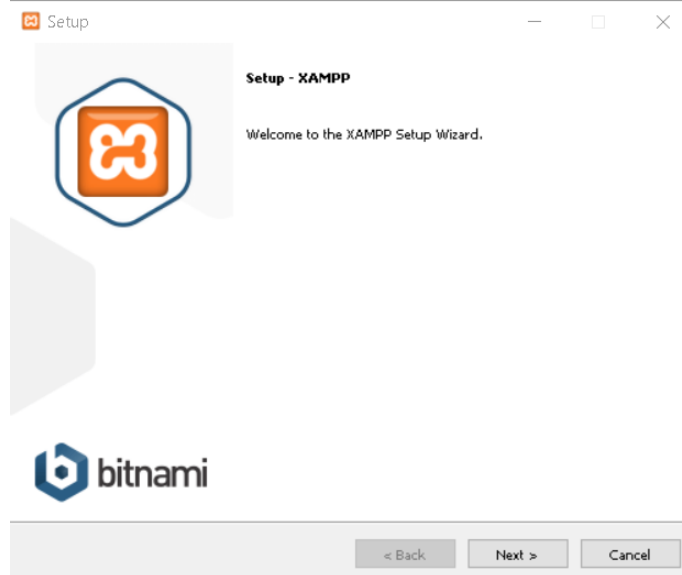 Setup
Setup - XAMPP
Welcome to the XAMPP Setup Wizard.
bitnami
< Back
Next >
Cancel